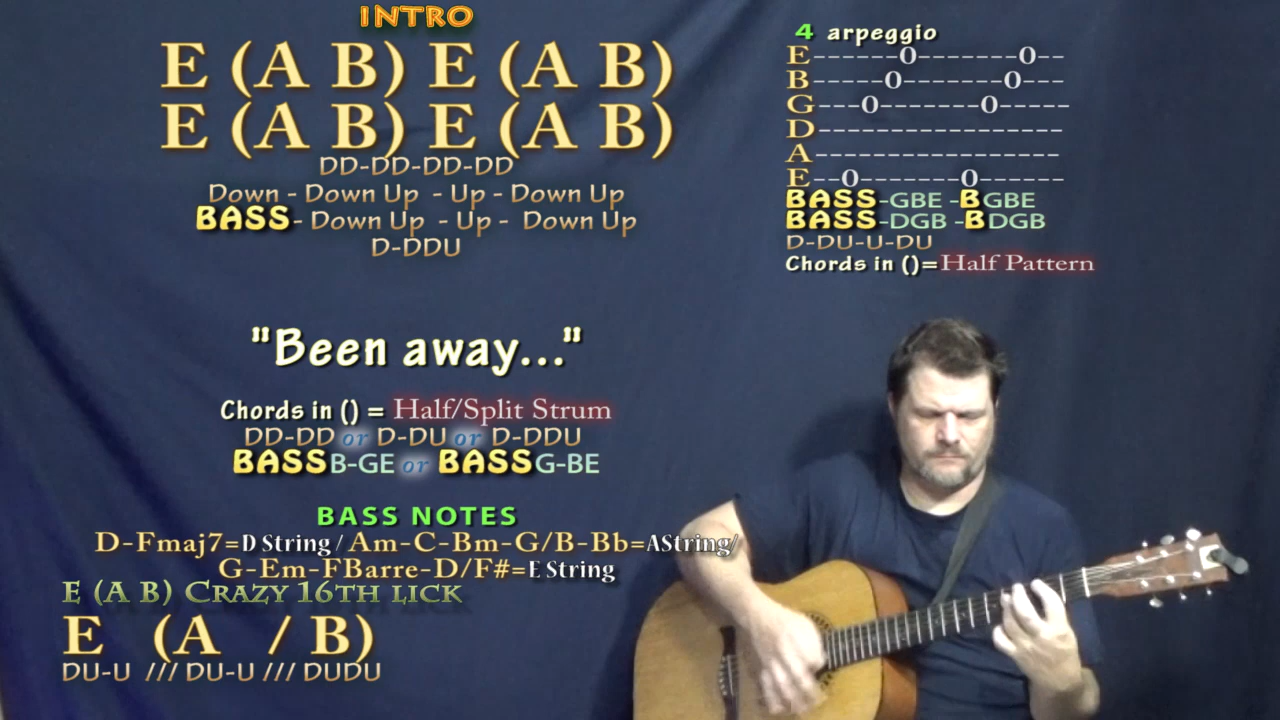 INTRO
E (A B) E (A B)
E (A B) E (A B)
DD-DD-DD-DD
Down - Down Up - Up - Down Up
BASS - Down Up - Up - Down Up
D-DDU
"Been away..."
Chords in () = Half/Split Strum
DD-DD or D-DU or D-DDU
BASS B-GE or BASS G-BE
BASS NOTES
D-Fmaj7=D String / Am-C-Bm-G/B-Bb=AString/
G-Em-FBarre-D/F#=E String
E (A B) Crazy 16th lick
E (A / B)
DU-U /// DU-U /// DUDU
4 arpeggio
E------0-------0--
B-----0-------0---
G---0-------0-----
D-----------------
A-----------------
E--0-------0------
BASS-GBE -BGBE
BASS-DGB -BDGB
D-DU-U-DU
Chords in ()=Half Pattern